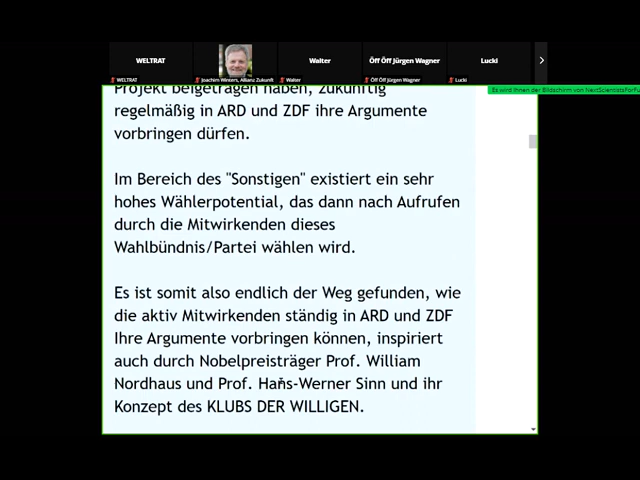 WELTRAT
Walter
Öff Öff Jürgen Wagner
Lucki
WELTRAT
Joachim Winters, Allianz Zukunft
Walter
Öff Öff Jürgen Wagner
Lucki
Es wird Ihnen der Bildschirm von NextScientistsForFu
Projekt beigetragen haben, zukünftig
regelmäßig in ARD und ZDF ihre Argumente
vorbringen dürfen.
Im Bereich des "Sonstigen" existiert ein sehr
hohes Wählerpotential, das dann nach Aufrufen
durch die Mitwirkenden dieses
Wahlbündnis/Partei wählen wird.
Es ist somit also endlich der Weg gefunden, wie
die aktiv Mitwirkenden ständig in ARD und ZDF
Ihre Argumente vorbringen können, inspiriert
auch durch Nobelpreisträger Prof. William
Nordhaus und Prof. Hans-Werner Sinn und ihr
Konzept des KLUBS DER WILLIGEN.